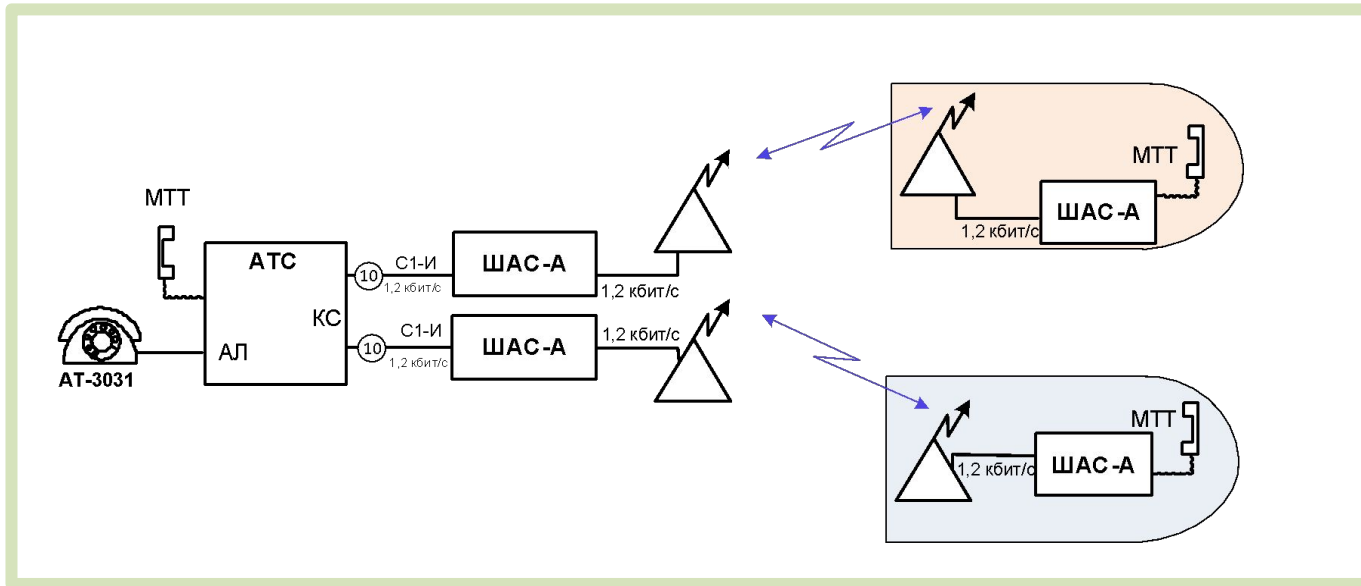 МТТ
АТС
КС
АЛ
АТ-3031
10
С1-И
1,2 кбит/с
ШАС-А
1,2 кбит/с
10
С1-И
1,2 кбит/с
ШАС-А
1,2 кбит/с
МТТ
ШАС-А
1,2 кбит/с
МТТ
ШАС-А
1,2 кбит/с